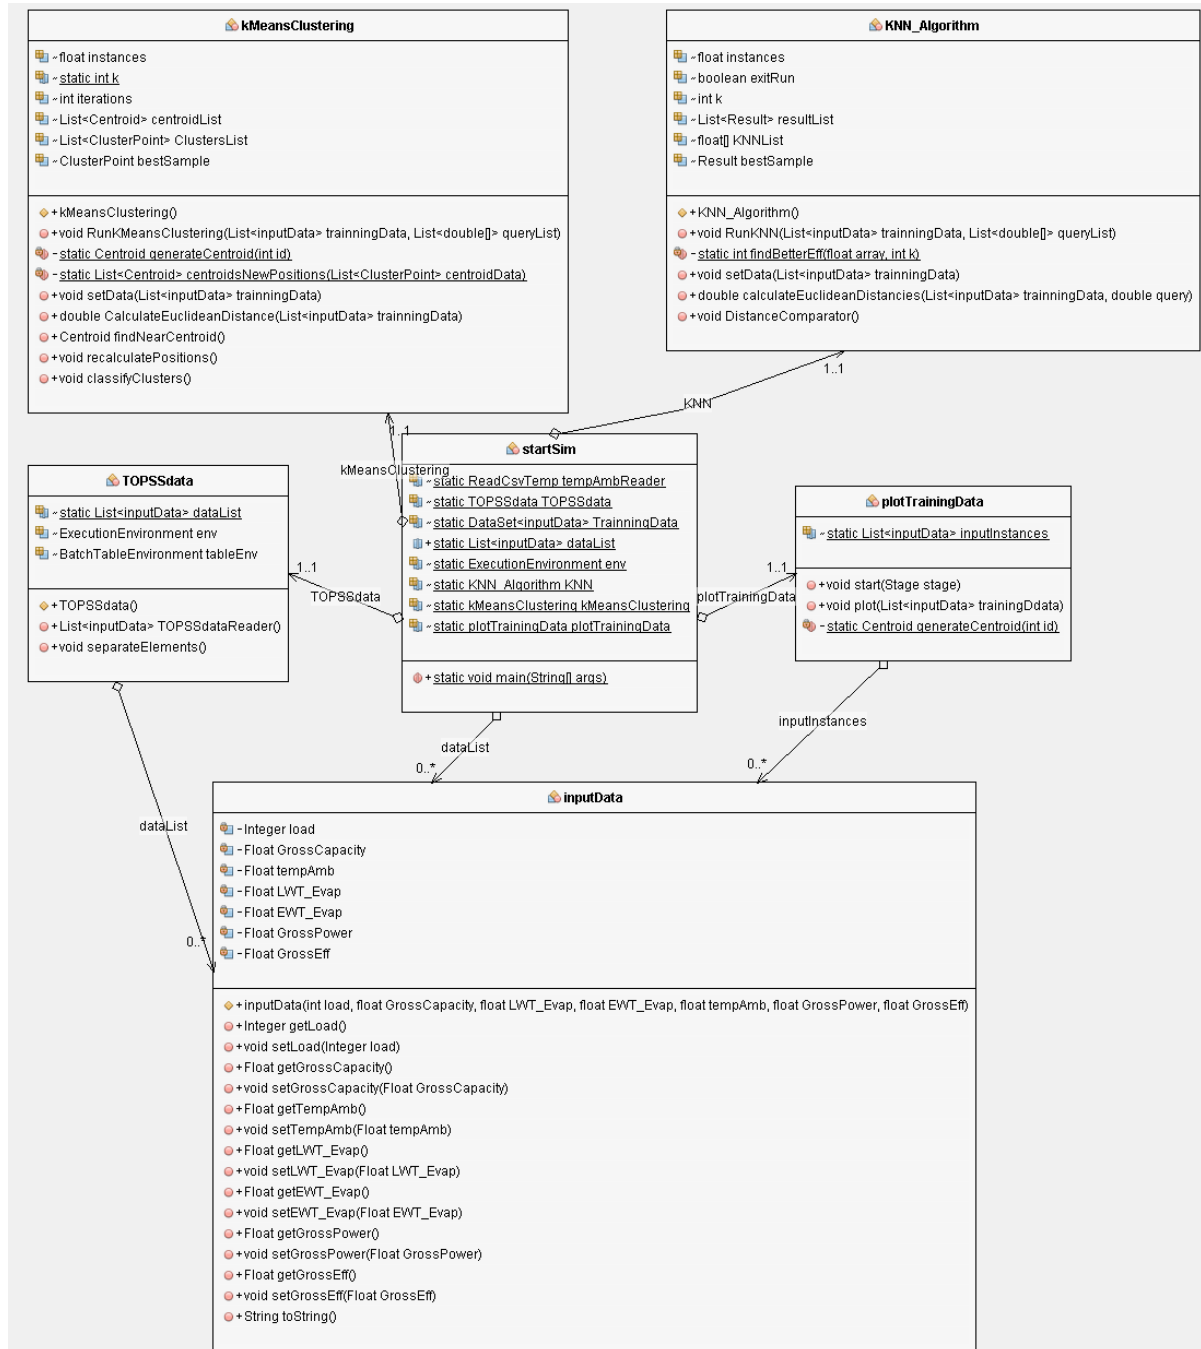 kMeansClustering
~float instances
~static int k
~int iterations
~List<Centroid> centroidList
~List<ClusterPoint> ClustersList
~ClusterPoint bestSample
+kMeansClustering()
+void RunKMeansClustering(List<inputData> trainningData, List<double[]> queryList)
-static Centroid generateCentroid(int id)
-static List<Centroid> centroidsNewPositions(List<ClusterPoint> centroidData)
+void setData(List<inputData> trainningData)
+double CalculateEuclideanDistance(List<inputData> trainningData)
+Centroid findNearCentroid()
+void recalculatePositions()
+void classifyClusters()
KNN_Algorithm
~float instances
~boolean exitRun
~int k
~List<Result> resultList
~float[] KNNList
~Result bestSample
+KNN_Algorithm()
+void RunKNN(List<inputData> trainningData, List<double[]> queryList)
-static int findBetterEff(float array, int k)
+void setData(List<inputData> trainningData)
+double calculateEuclideanDistancies(List<inputData> trainningData, double query)
+void DistanceComparator()
1..1
KNN
1..1
kMeansClustering
startSim
~static ReadCsvTemp tempAmbReader
~static TOPSSdata TOPSSdata
~static DataSet<inputData> TrainningData
+static List<inputData> dataList
~static ExecutionEnvironment env
~static KNN_Algorithm KNN
~static kMeansClustering kMeansClustering
~static plotTrainingData plotTrainingData
+static void main(String[] args)
TOPSSdata
~static List<inputData> dataList
~ExecutionEnvironment env
~BatchTableEnvironment tableEnv
+TOPSSdata()
+List<inputData> TOPSSdataReader()
+void separateElements()
1..1
TOPSSdata
1..1
plotTrainingData
plotTrainingData
~static List<inputData> inputInstances
+void start(Stage stage)
+void plot(List<inputData> trainingDdata)
-static Centroid generateCentroid(int id)
dataList
0..*
inputInstances
0..*
dataList
0..*
inputData
-Integer load
-Float GrossCapacity
-Float tempAmb
-Float LWT_Evap
-Float EWT_Evap
-Float GrossPower
-Float GrossEff
+inputData(int load, float GrossCapacity, float LWT_Evap, float EWT_Evap, float tempAmb, float GrossPower, float GrossEff)
+Integer getLoad()
+void setLoad(Integer load)
+Float getGrossCapacity()
+void setGrossCapacity(Float GrossCapacity)
+Float getTempAmb()
+void setTempAmb(Float tempAmb)
+Float getLWT_Evap()
+void setLWT_Evap(Float LWT_Evap)
+Float getEWT_Evap()
+void setEWT_Evap(Float EWT_Evap)
+Float getGrossPower()
+void setGrossPower(Float GrossPower)
+Float getGrossEff()
+void setGrossEff(Float GrossEff)
+String toString()